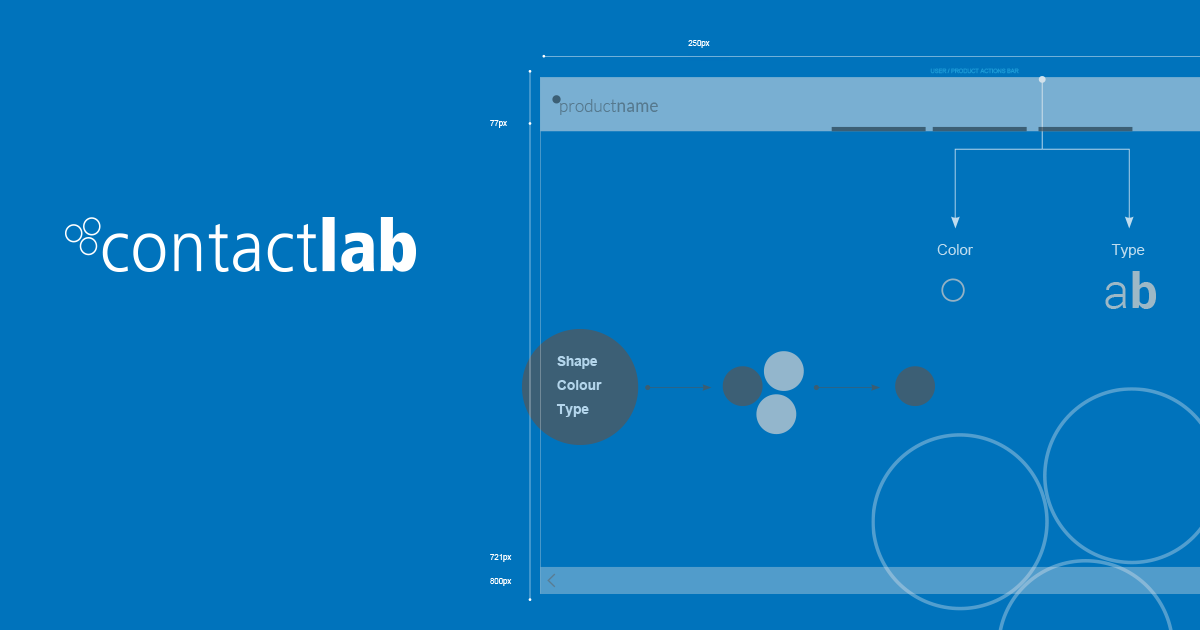 250px
USER / PRODUCT ACTIONS BAR
productname
77px
contactlab
Color
Type
ab
Shape
Colour
Type
721px
800px